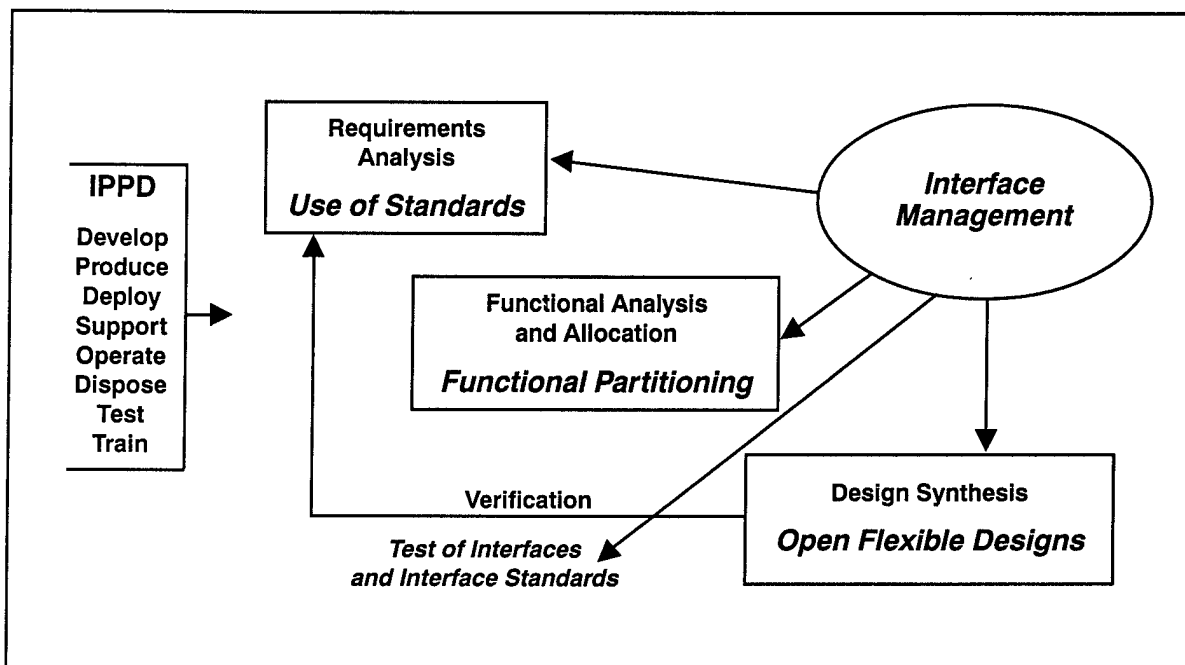 IPPD
Develop
Produce
Deploy
Support
Operate
Dispose
Test
Train
Requirements
Analysis
Use of Standards
Interface
Management
Functional Analysis
and Allocation
Functional Partitioning
Verification
Design Synthesis
Open Flexible Designs
Test of Interfaces
and Interface Standards